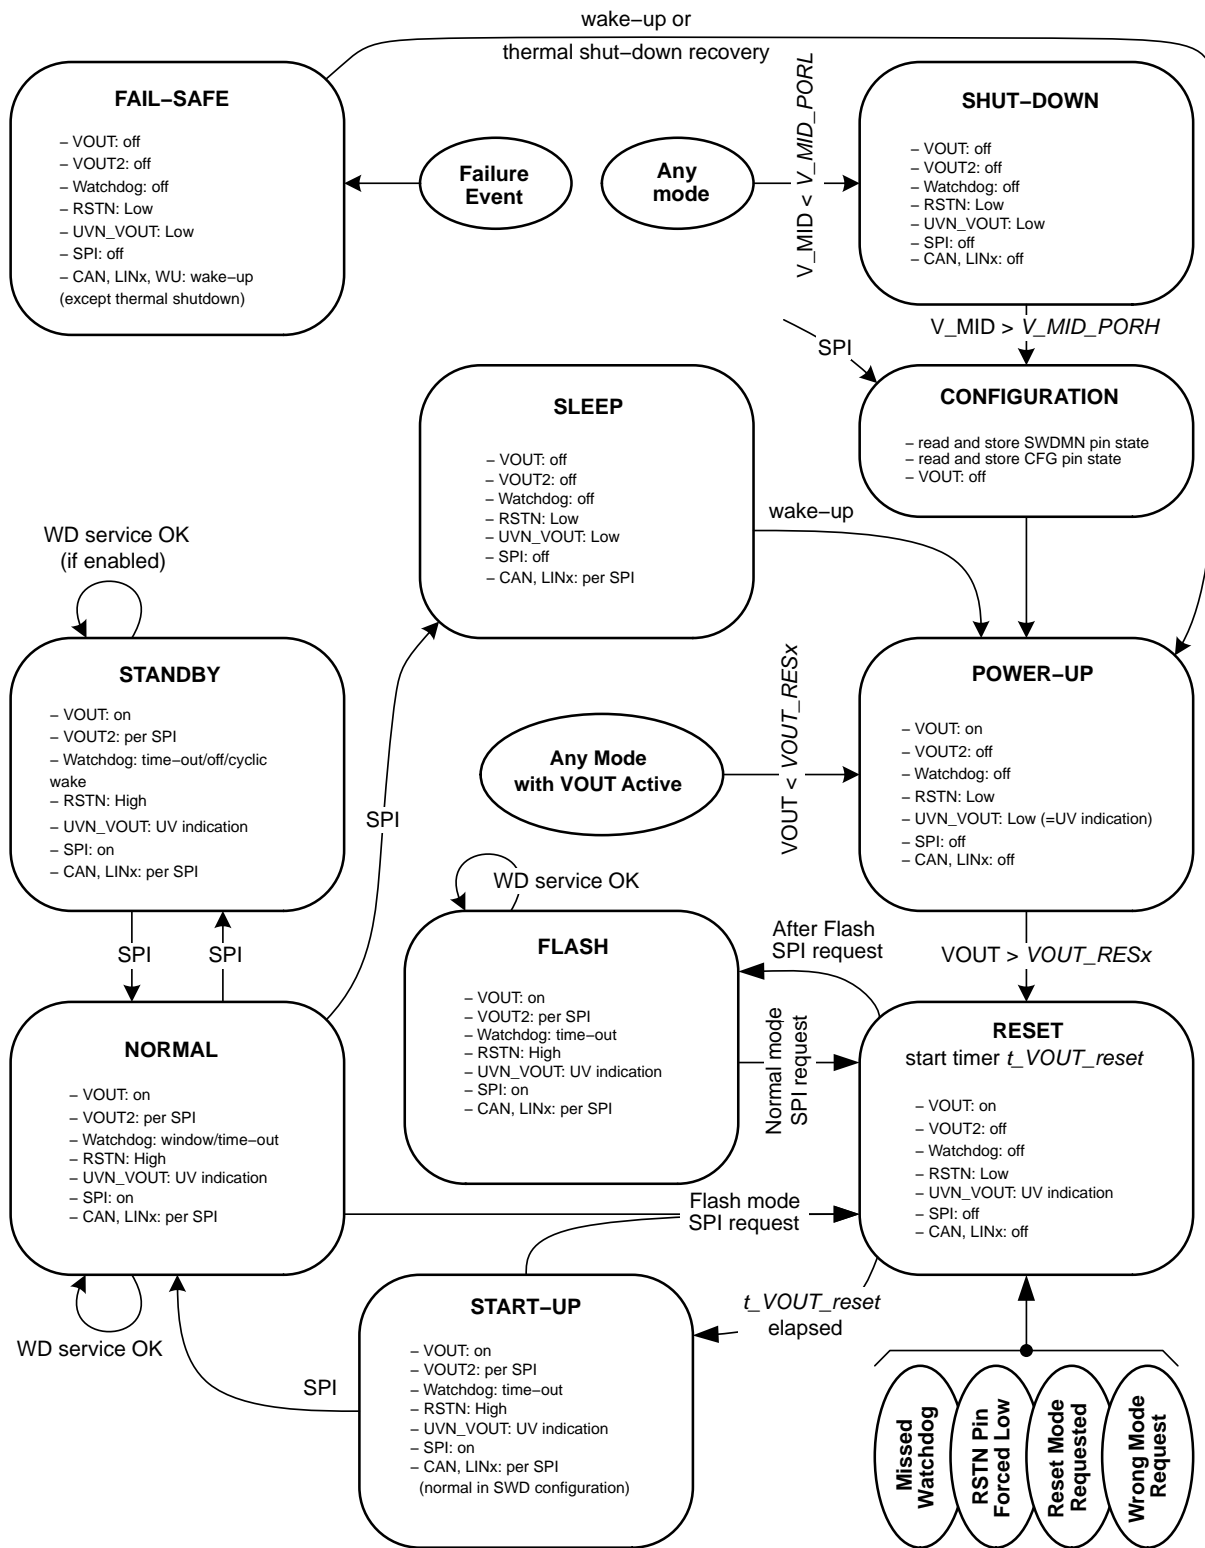 wake−up or
thermal shut−down recovery
FAIL−SAFE
− VOUT: off
− VOUT2: off
− Watchdog: off
− RSTN: Low
− UVN_VOUT: Low
− SPI: off
− CAN, LINx, WU: wake−up
(except thermal shutdown)
Failure
Event
Any
mode
V_MID < V_MID_PORL
SHUT−DOWN
− VOUT: off
− VOUT2: off
− Watchdog: off
− RSTN: Low
− UVN_VOUT: Low
− SPI: off
− CAN, LINx: off
V_MID > V_MID_PORH
SPI
CONFIGURATION
− read and store SWDMN pin state
− read and store CFG pin state
− VOUT: off
SLEEP
− VOUT: off
− VOUT2: off
− Watchdog: off
− RSTN: Low
− UVN_VOUT: Low
− SPI: off
− CAN, LINx: per SPI
wake−up
WD service OK
(if enabled)
STANDBY
− VOUT: on
− VOUT2: per SPI
− Watchdog: time−out/off/cyclic
wake
− RSTN: High
− UVN_VOUT: UV indication
− SPI: on
− CAN, LINx: per SPI
SPI
Any Mode
with VOUT Active
VOUT < VOUT_RESx
POWER−UP
− VOUT: on
− VOUT2: off
− Watchdog: off
− RSTN: Low
− UVN_VOUT: Low (=UV indication)
− SPI: off
− CAN, LINx: off
SPI
SPI
WD service OK
FLASH
− VOUT: on
− VOUT2: per SPI
− Watchdog: time−out
− RSTN: High
− UVN_VOUT: UV indication
− SPI: on
− CAN, LINx: per SPI
After Flash
SPI request
Normal mode
SPI request
VOUT > VOUT_RESx
RESET
start timer t_VOUT_reset
− VOUT: on
− VOUT2: off
− Watchdog: off
− RSTN: Low
− UVN_VOUT: UV indication
− SPI: off
− CAN, LINx: off
NORMAL
− VOUT: on
− VOUT2: per SPI
− Watchdog: window/time−out
− RSTN: High
− UVN_VOUT: UV indication
− SPI: on
− CAN, LINx: per SPI
Flash mode
SPI request
WD service OK
SPI
START−UP
− VOUT: on
− VOUT2: per SPI
− Watchdog: time−out
− RSTN: High
− UVN_VOUT: UV indication
− SPI: on
− CAN, LINx: per SPI
(normal in SWD configuration)
t_VOUT_reset
elapsed
Missed
Watchdog
RSTN Pin
Forced Low
Reset Mode
Requested
Wrong Mode
Request